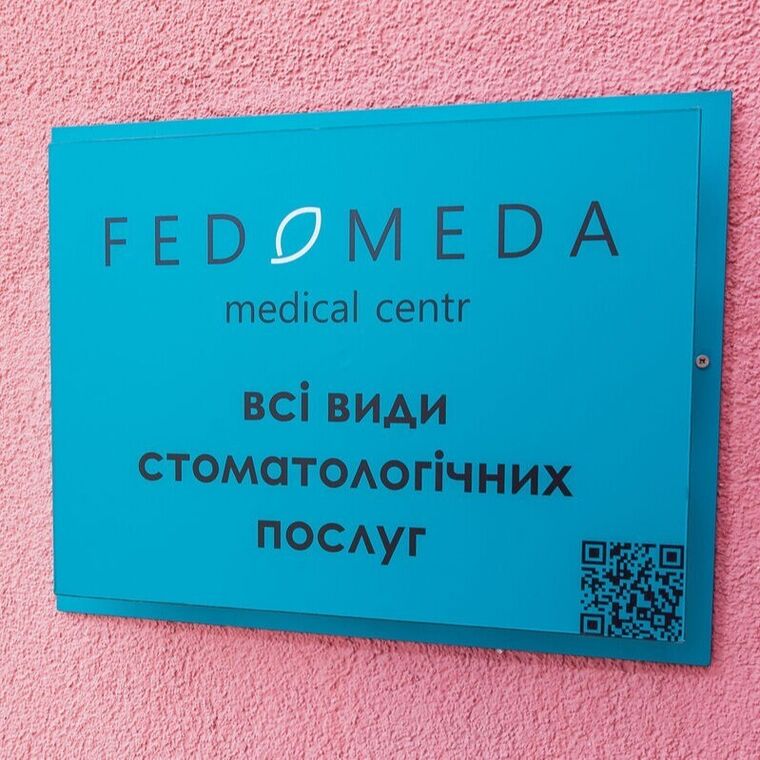 FEDOMEDA
medical centr
всі види
стоматологічних
послуг